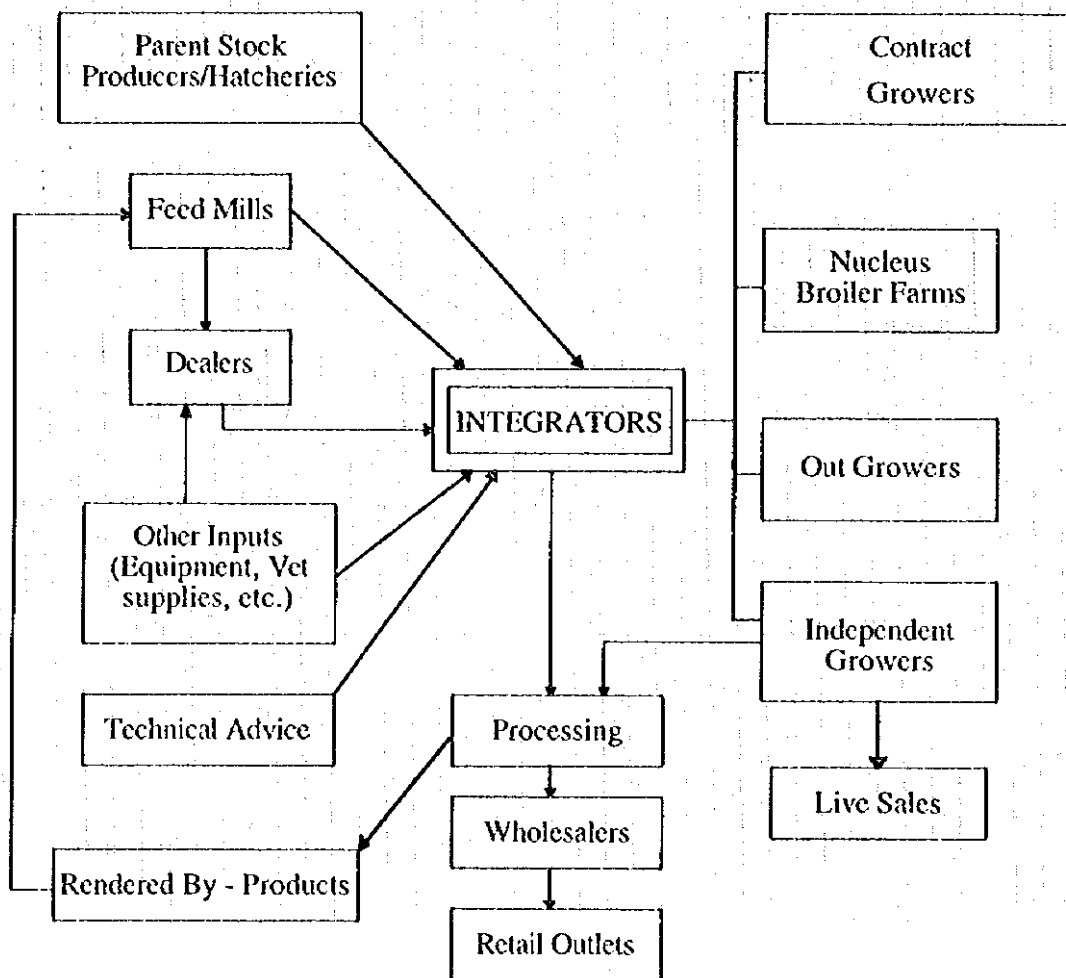 Parent Stock
Producers/Hatcheries
Contract
Growers
Feed Mills
Nucleus
Broiler Farms
Dealers
INTEGRATORS
Out Growers
Other Inputs
(Equipment, Vet
supplies, etc.)
Independent
Growers
Technical Advice
Processing
Live Sales
Wholesalers
Rendered By - Products
Retail Outlets